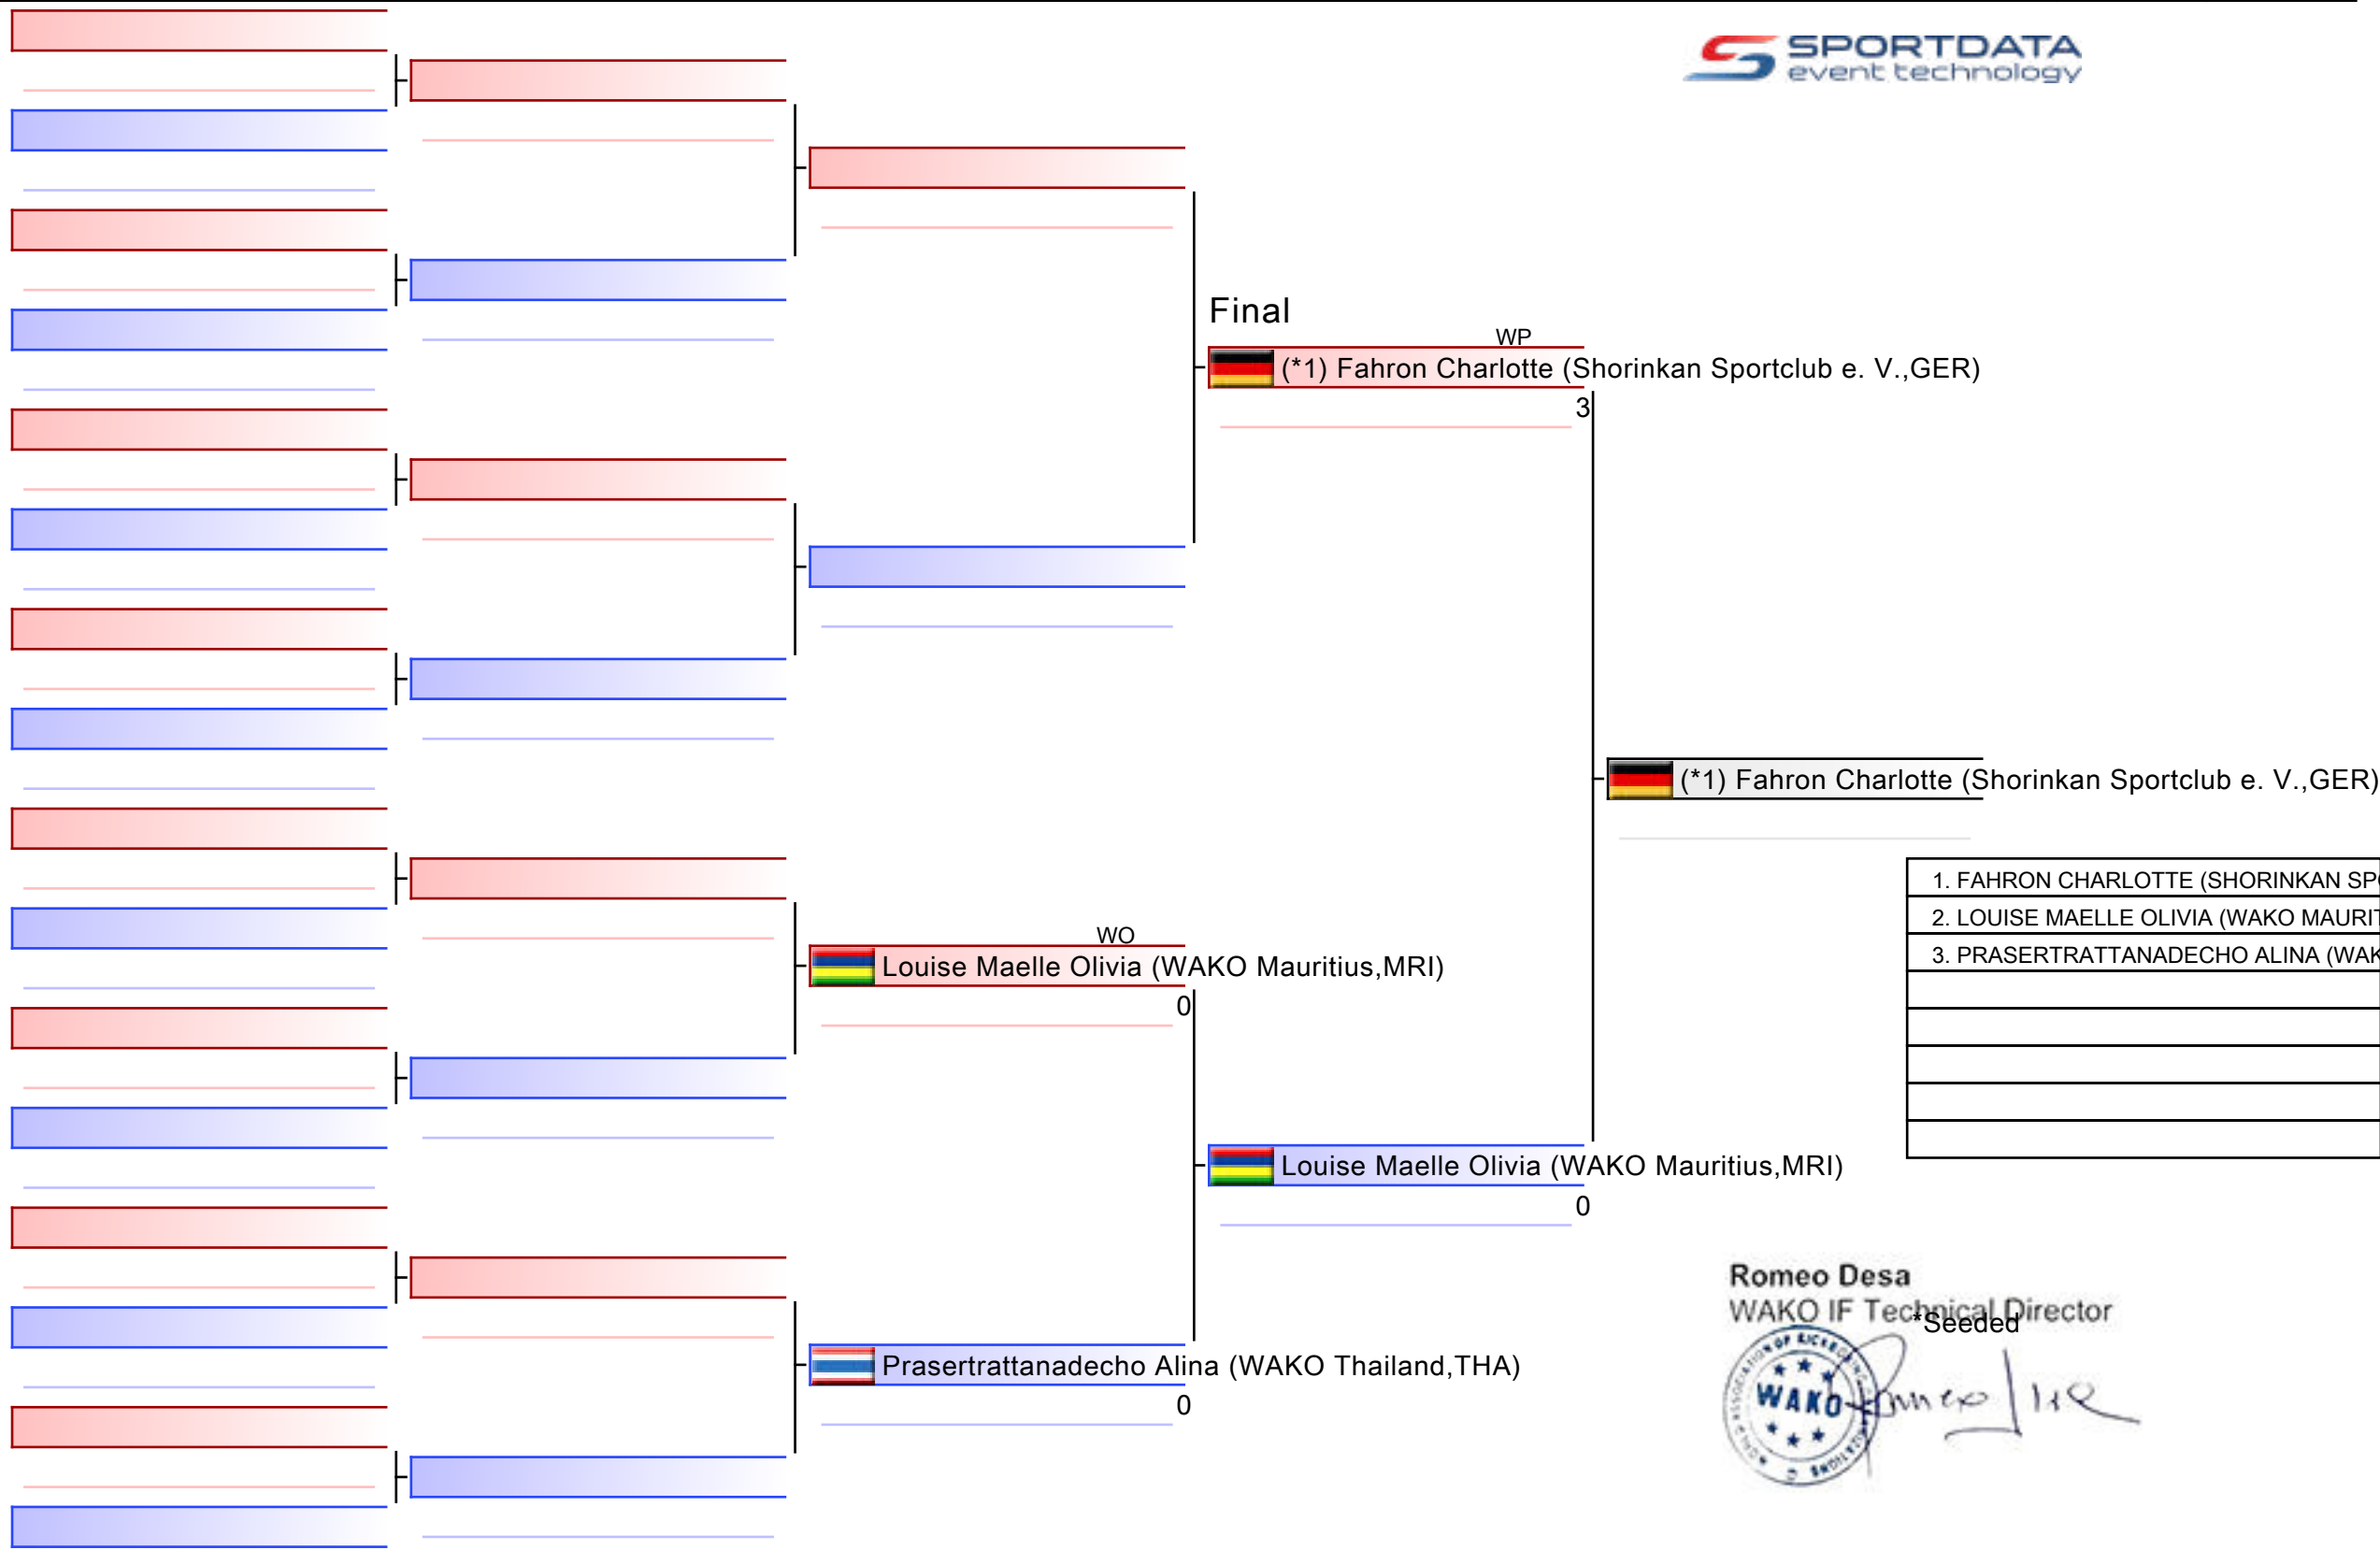 SPORTDATA
event technology
Final
WP
(*1) Fahron Charlotte (Shorinkan Sportclub e. V.,GER)
3
(*1) Fahron Charlotte (Shorinkan Sportclub e. V.,GER)
1. FAHRON CHARLOTTE (SHORINKAN SPO
2. LOUISE MAELLE OLIVIA (WAKO MAURIT
3. PRASERTRATTANADECHO ALINA (WAK
WO
Louise Maelle Olivia (WAKO Mauritius,MRI)
0
Louise Maelle Olivia (WAKO Mauritius,MRI)
0
Prasertrattanadecho Alina (WAKO Thailand,THA)
0
Romeo Desa
WAKO IF Technical Director
*Seeded
WAKO